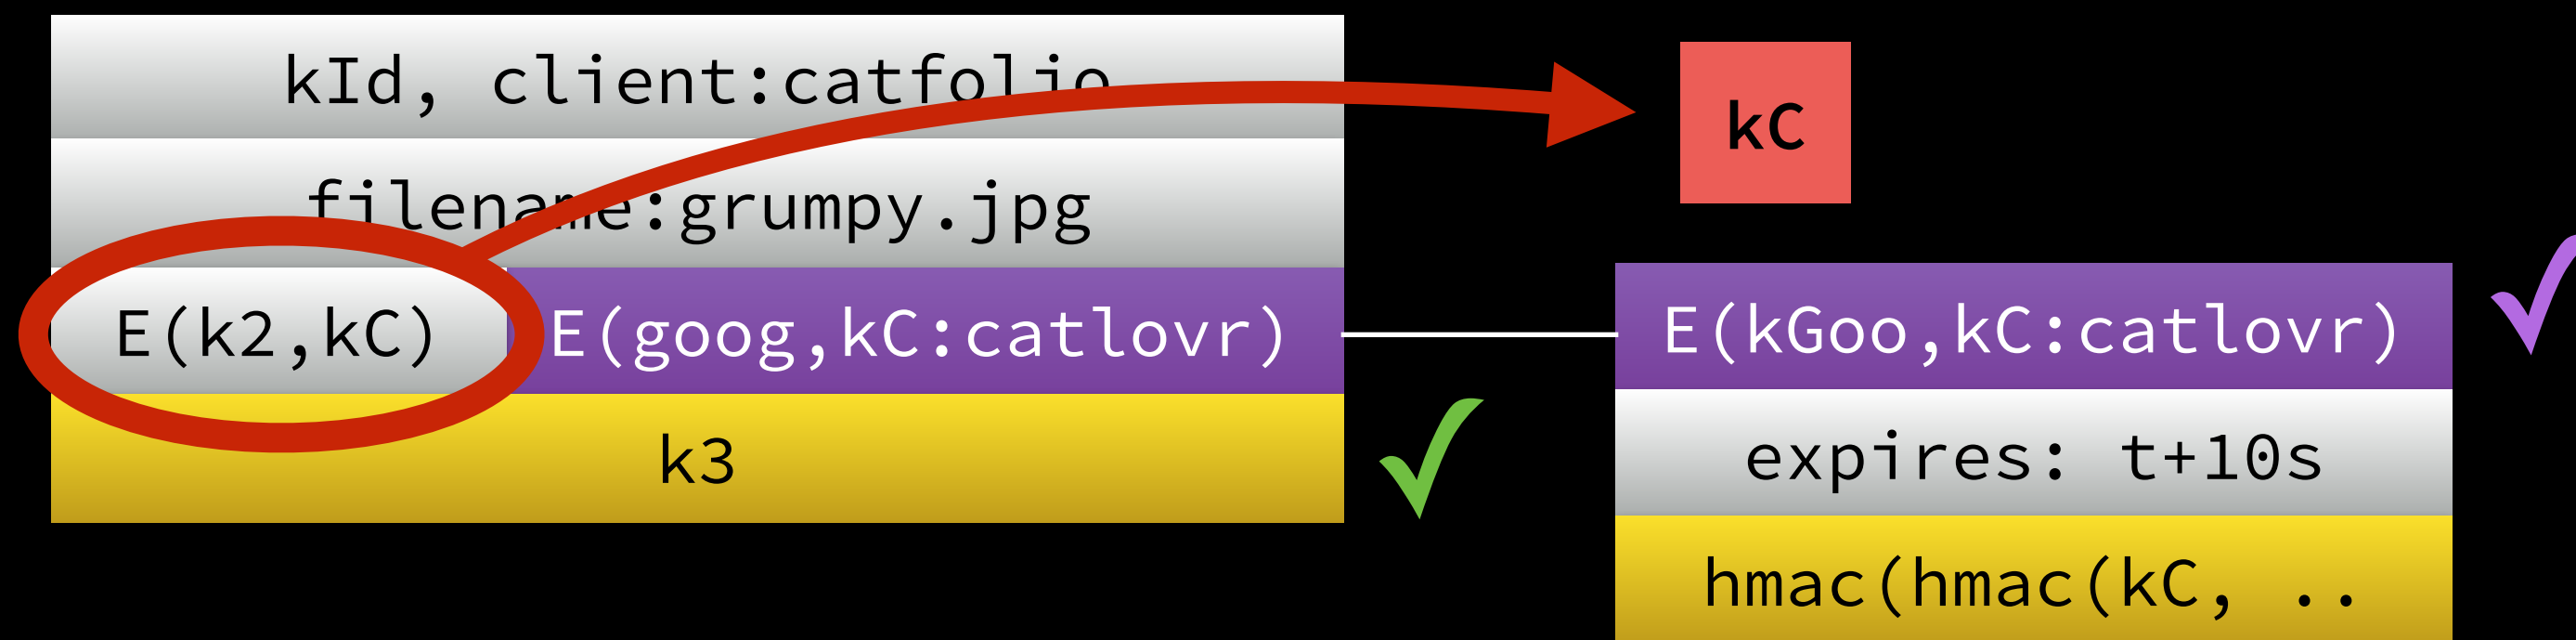 kId, client:catfolio
filename:grumpy.jpg
E(k2,kC) E(goog,kC:catlovr)
k3
kC
E(kGoo,kC:catlovr)
expires: t+10s
hmac(hmac(kC, ..